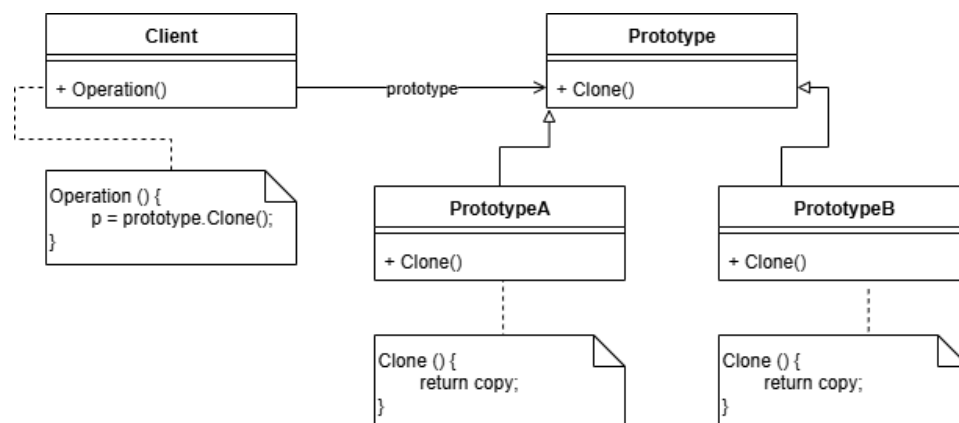 Client
+ Operation()
prototype
Prototype
+ Clone()
Operation () {
p = prototype.Clone();
}
PrototypeA
+ Clone()
PrototypeB
+ Clone()
Clone () {
return copy;
}
Clone () {
return copy;
}